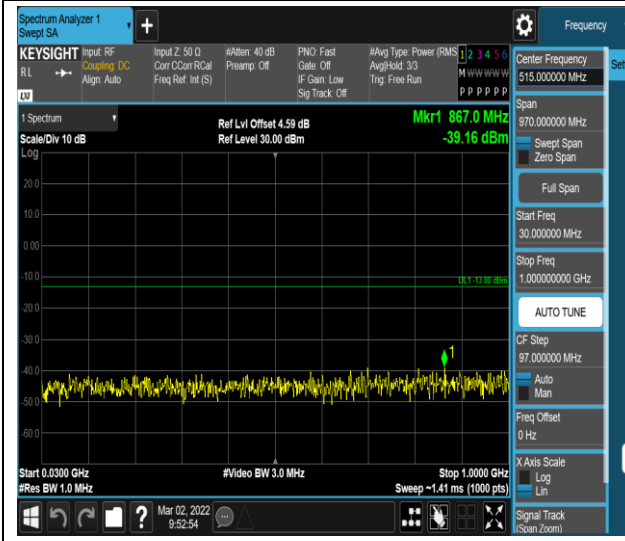 Spectrum Analyzer 1
Swept SA
+
Frequency
KEYSIGHT
RL
LXI
Input: RF
Coupling: DC
Align: Auto
Input Z: 50 Ω
Corr CCorr RCal
Freq Ref: Int (S)
#Atten: 40 dB
Preamp: Off
PNO: Fast
Gate: Off
IF Gain: Low
Sig Track: Off
#Avg Type: Power (RMS
Avg|Hold: 3/3
Trig: Free Run
1 2 3 4 5 6
M W W W W W
P P P P P P
1 Spectrum
Scale/Div 10 dB
Log
Ref Lvl Offset 4.59 dB
Ref Level 30.00 dBm
Mkr1 867.0 MHz
-39.16 dBm
20.0
10.0
0.00
-10.0
-20.0
-30.0
-40.0
-50.0
-60.0
DL1 -13.00 dBm
1
Start 0.0300 GHz
#Res BW 1.0 MHz
#Video BW 3.0 MHz
Stop 1.0000 GHz
Sweep ~1.41 ms (1000 pts)
?
Mar 02, 2022
9:52:54
Center Frequency
515.000000 MHz
Span
970.000000 MHz
Swept Span
Zero Span
Full Span
Start Freq
30.000000 MHz
Stop Freq
1.000000000 GHz
AUTO TUNE
CF Step
97.000000 MHz
Auto
Man
Freq Offset
0 Hz
X Axis Scale
Log
Lin
Signal Track
(Span Zoom)
Set